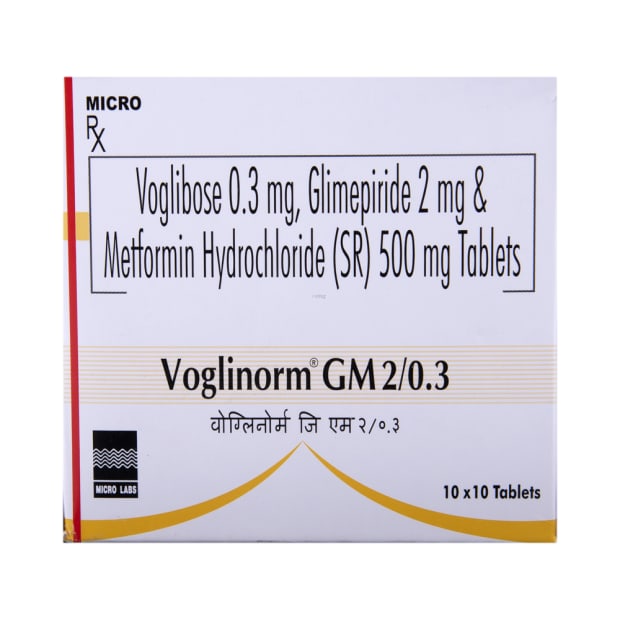 MICRO
Rx
Voglibose 0.3 mg, Glimepiride 2 mg &
Metformin Hydrochloride (SR) 500 mg Tablets
Voglinorm® GM 2/0.3
वोग्लिनोर्म जि एम २/०.३
MICRO LABS
10 x 10 Tablets